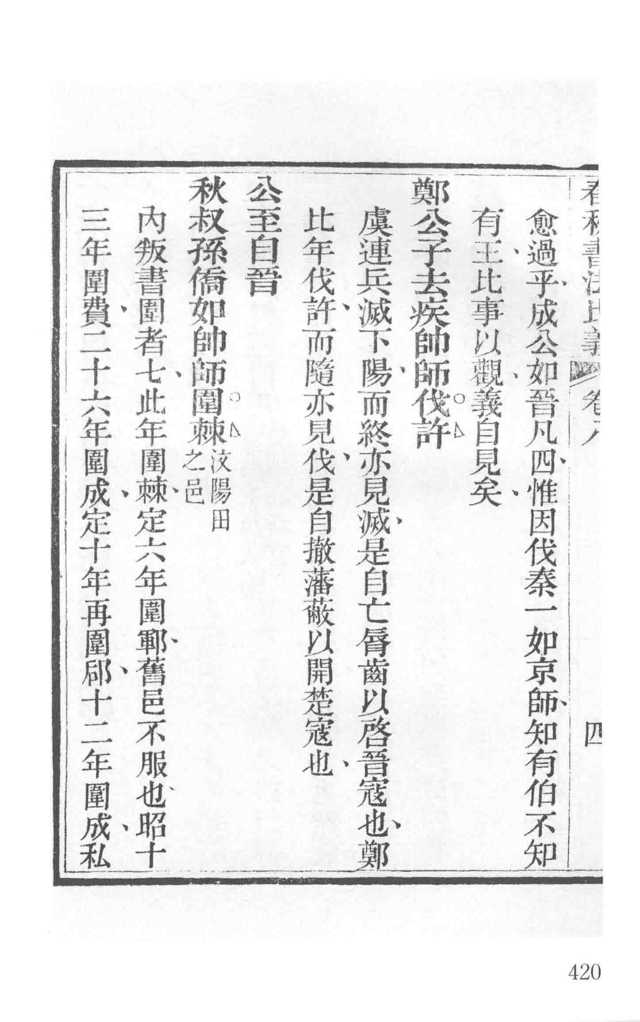 春秋書法比義 卷八 四
愈過乎成公如晉凡四惟因伐秦一如京師知有伯不知
有王比事以觀義自見矣
鄭公子去疾帥師伐許
虞連兵滅下陽而終亦見滅是自亡脣齒以啓晉寇也鄭
比年伐許而隨亦見伐是自撤藩蔽以開楚寇也
公至自晉
秋叔孫僑如帥師圍棘汶陽田之邑
內叛書圍者七此年圍棘定六年圍鄆舊邑不服也昭十
三年圍費二十六年圍成定十年再圍郈十二年圍成私
420